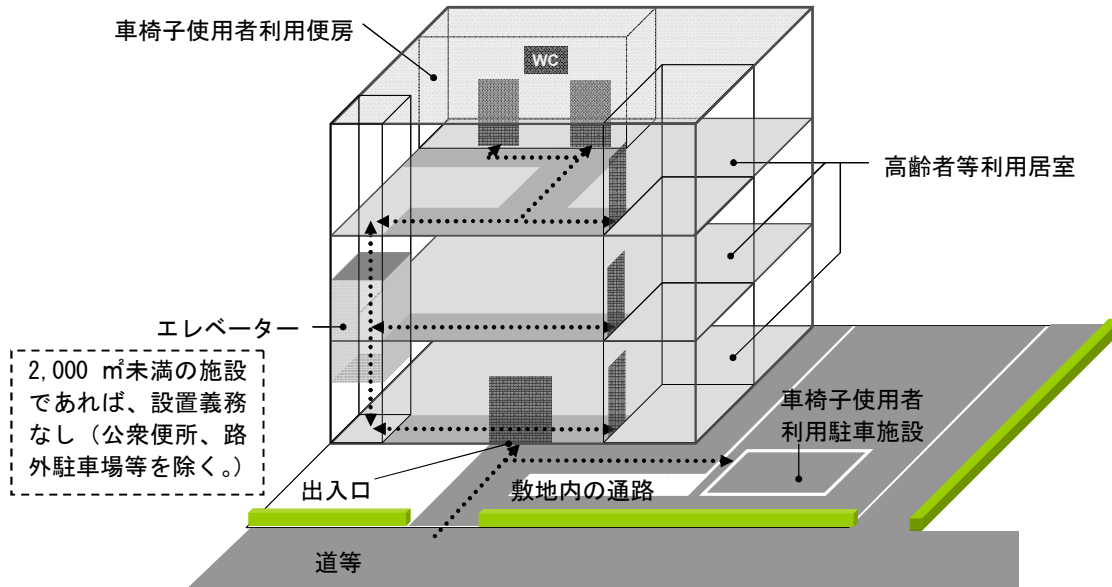 車椅子使用者利用便房
WC
高齢者等利用居室
エレベーター
2,000 ㎡未満の施設
であれば、設置義務
なし（公衆便所、路
外駐車場等を除く。）
車椅子使用者
利用駐車施設
出入口
敷地内の通路
道等